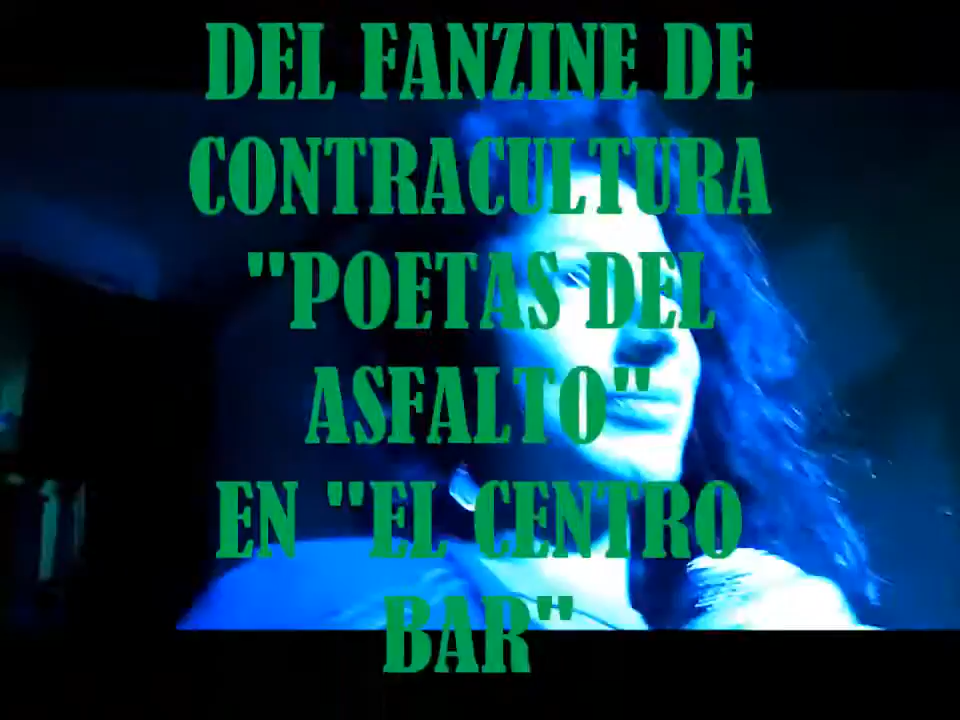 DEL FANZINE DE
CONTRACULTURA
"POETAS DEL
ASFALTO"
EN "EL CENTRO
BAR"